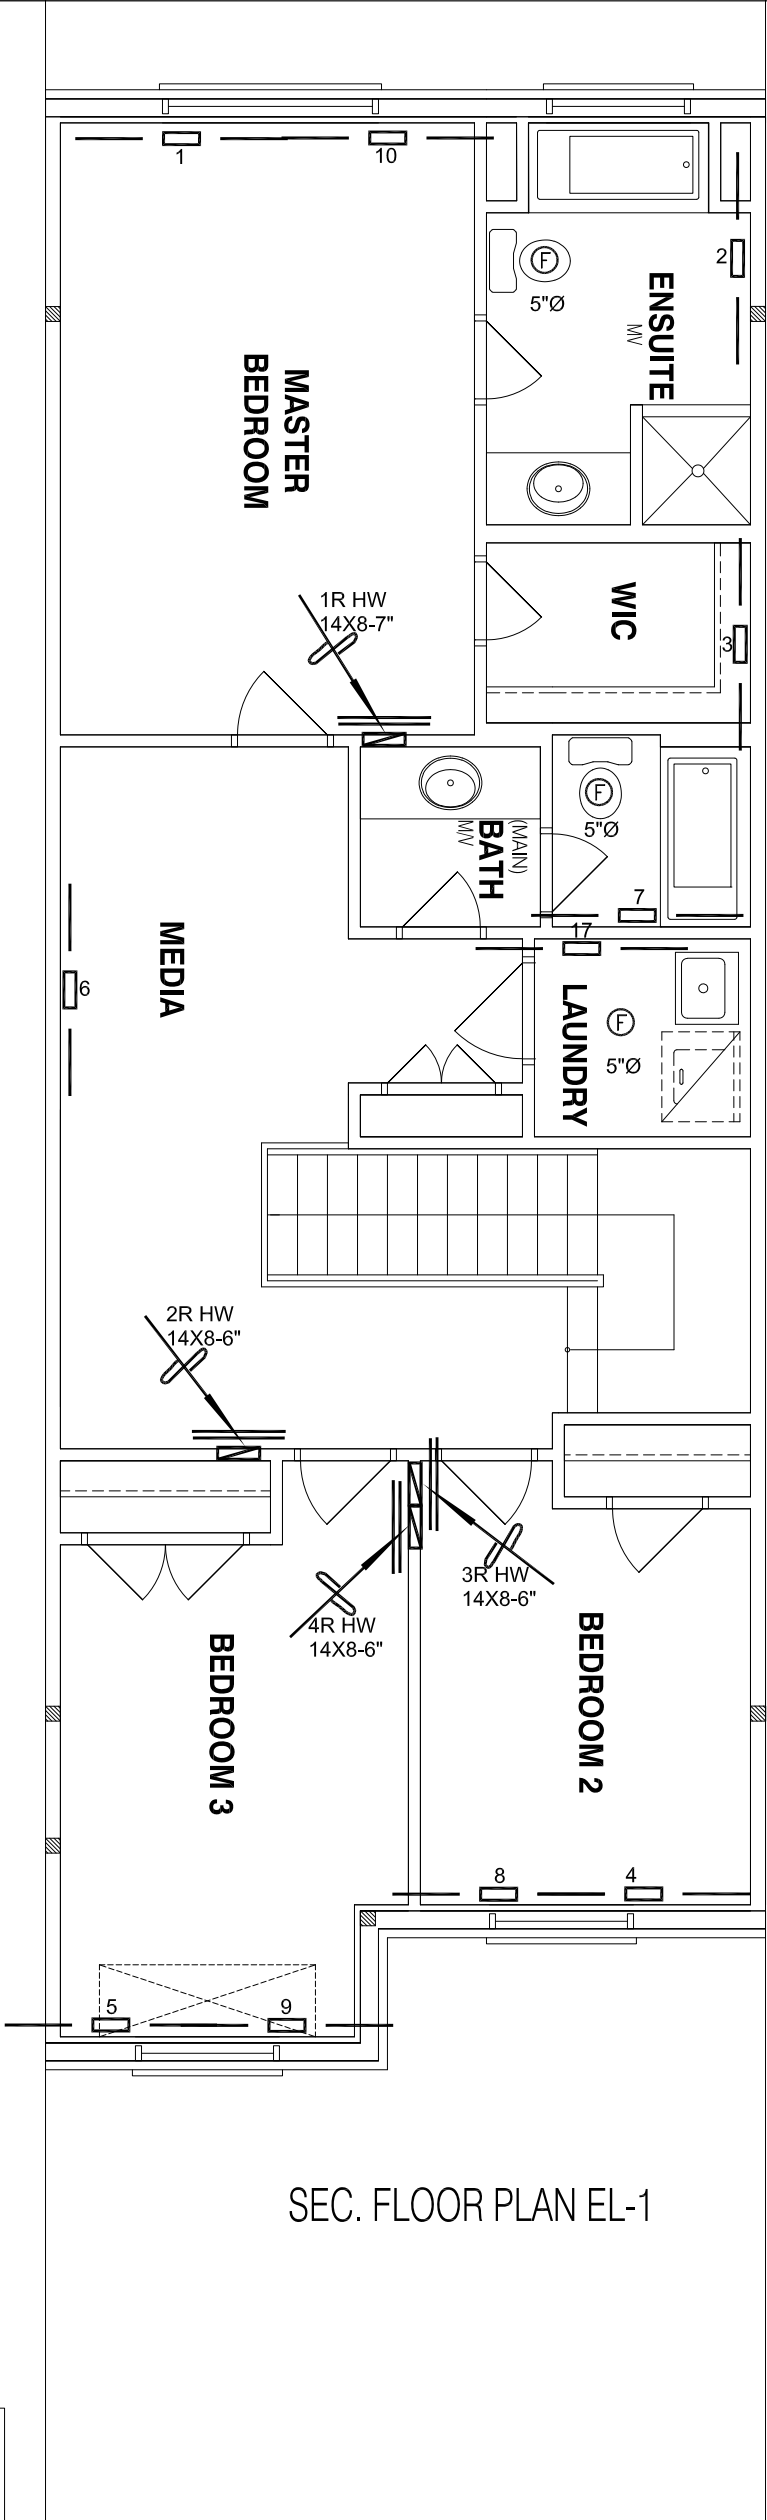 1
10
2
F
5"Ø
ENSUITE
MV
MASTER
BEDROOM
1R HW
14X8-7"
WIC
3
F
5"Ø
(MAIN)
BATH
MV
7
17
MEDIA
6
LAUNDRY
F
5"Ø
2R HW
14X8-6"
3R HW
14X8-6"
4R HW
14X8-6"
BEDROOM 3
BEDROOM 2
8
4
5
9
SEC. FLOOR PLAN EL-1